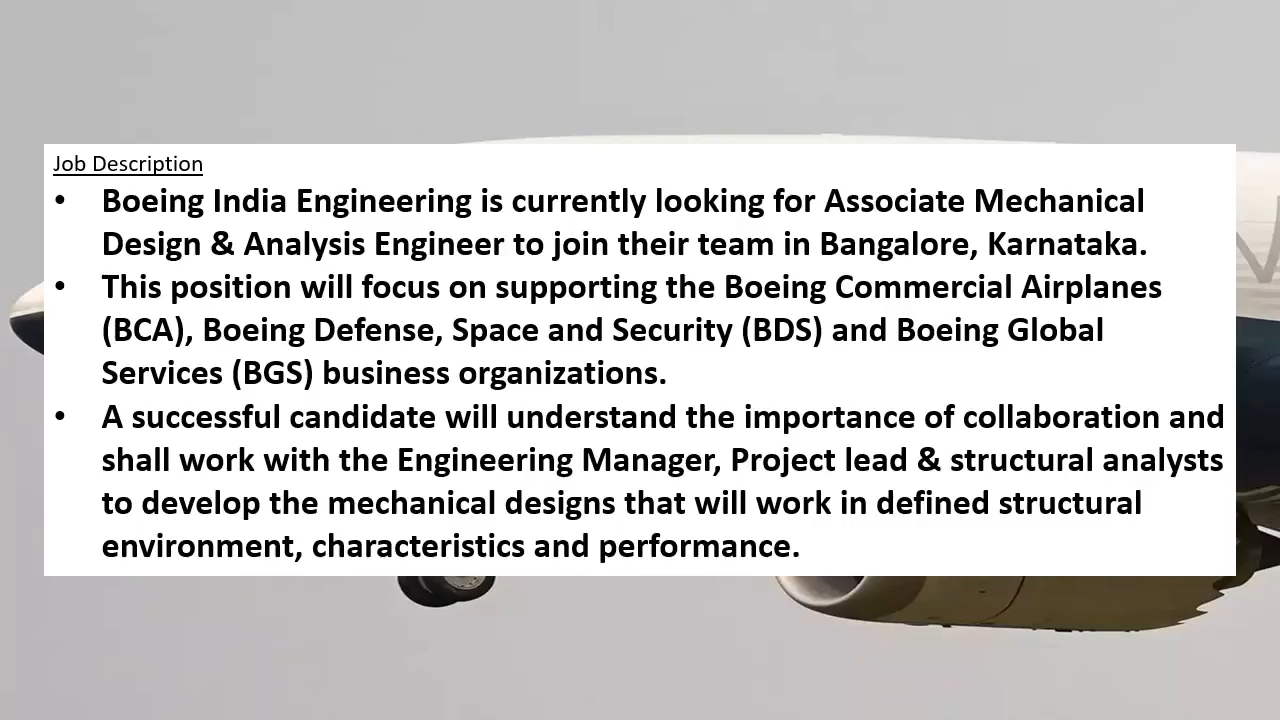 Job Description
• Boeing India Engineering is currently looking for Associate Mechanical
Design & Analysis Engineer to join their team in Bangalore, Karnataka.
• This position will focus on supporting the Boeing Commercial Airplanes
(BCA), Boeing Defense, Space and Security (BDS) and Boeing Global
Services (BGS) business organizations.
• A successful candidate will understand the importance of collaboration and
shall work with the Engineering Manager, Project lead & structural analysts
to develop the mechanical designs that will work in defined structural
environment, characteristics and performance.